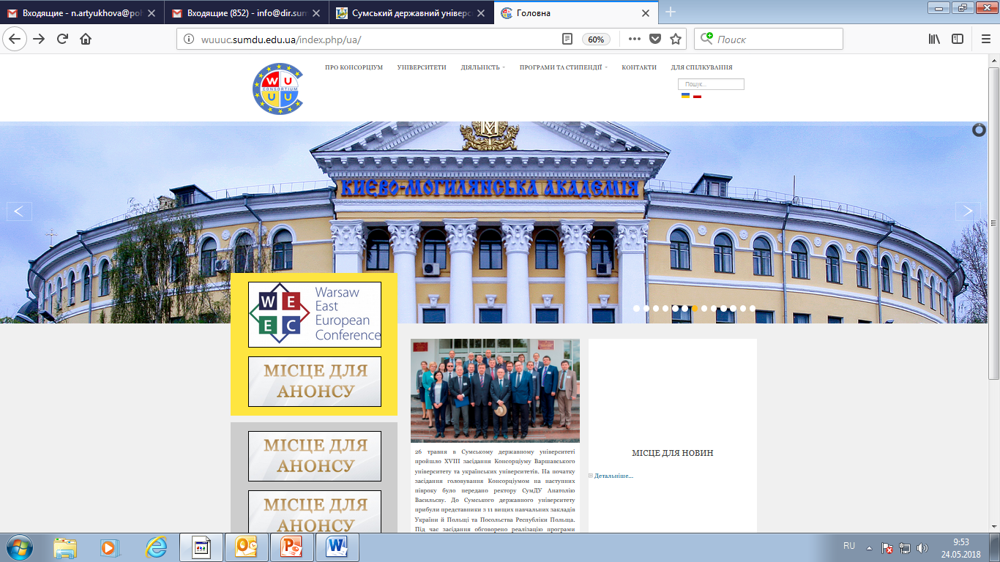 Входящие - n.artyukhova@pol
Входящие (852) - info@dir.sum
Сумський державний універс
Головна
wuuuc.sumdu.edu.ua/index.php/ua/
60%
Поиск
W U
CONSORTIUM
U U
ПРО КОНСОРЦІУМ
УНІВЕРСИТЕТИ
ДІЯЛЬНІСТЬ
ПРОГРАМИ ТА СТИПЕНДІЇ
КОНТАКТИ
ДЛЯ СПІЛКУВАННЯ
Пошук...
КИЄВО-МОГИЛЯНСЬКА АКАДЕМІЯ
W E
E C
Warsaw
East
European
Conference
МІСЦЕ ДЛЯ
АНОНСУ
МІСЦЕ ДЛЯ
АНОНСУ
МІСЦЕ ДЛЯ
АНОНСУ
26 травня в Сумському державному університеті
пройшло XVIII засідання Консорціуму Варшавського
університету та українських університетів. На початку
засідання головування Консорціумом на наступних
півроку було передано ректору СумДУ Анатолію
Васильєву. До Сумського державного університету
прибули представники з 11 вищих навчальних закладів
України й Польщі та Посольства Республіки Польща.
Під час засідання обговорено реалізацію програми
МІСЦЕ ДЛЯ НОВИН
Детальніше...
RU
9:53
24.05.2018